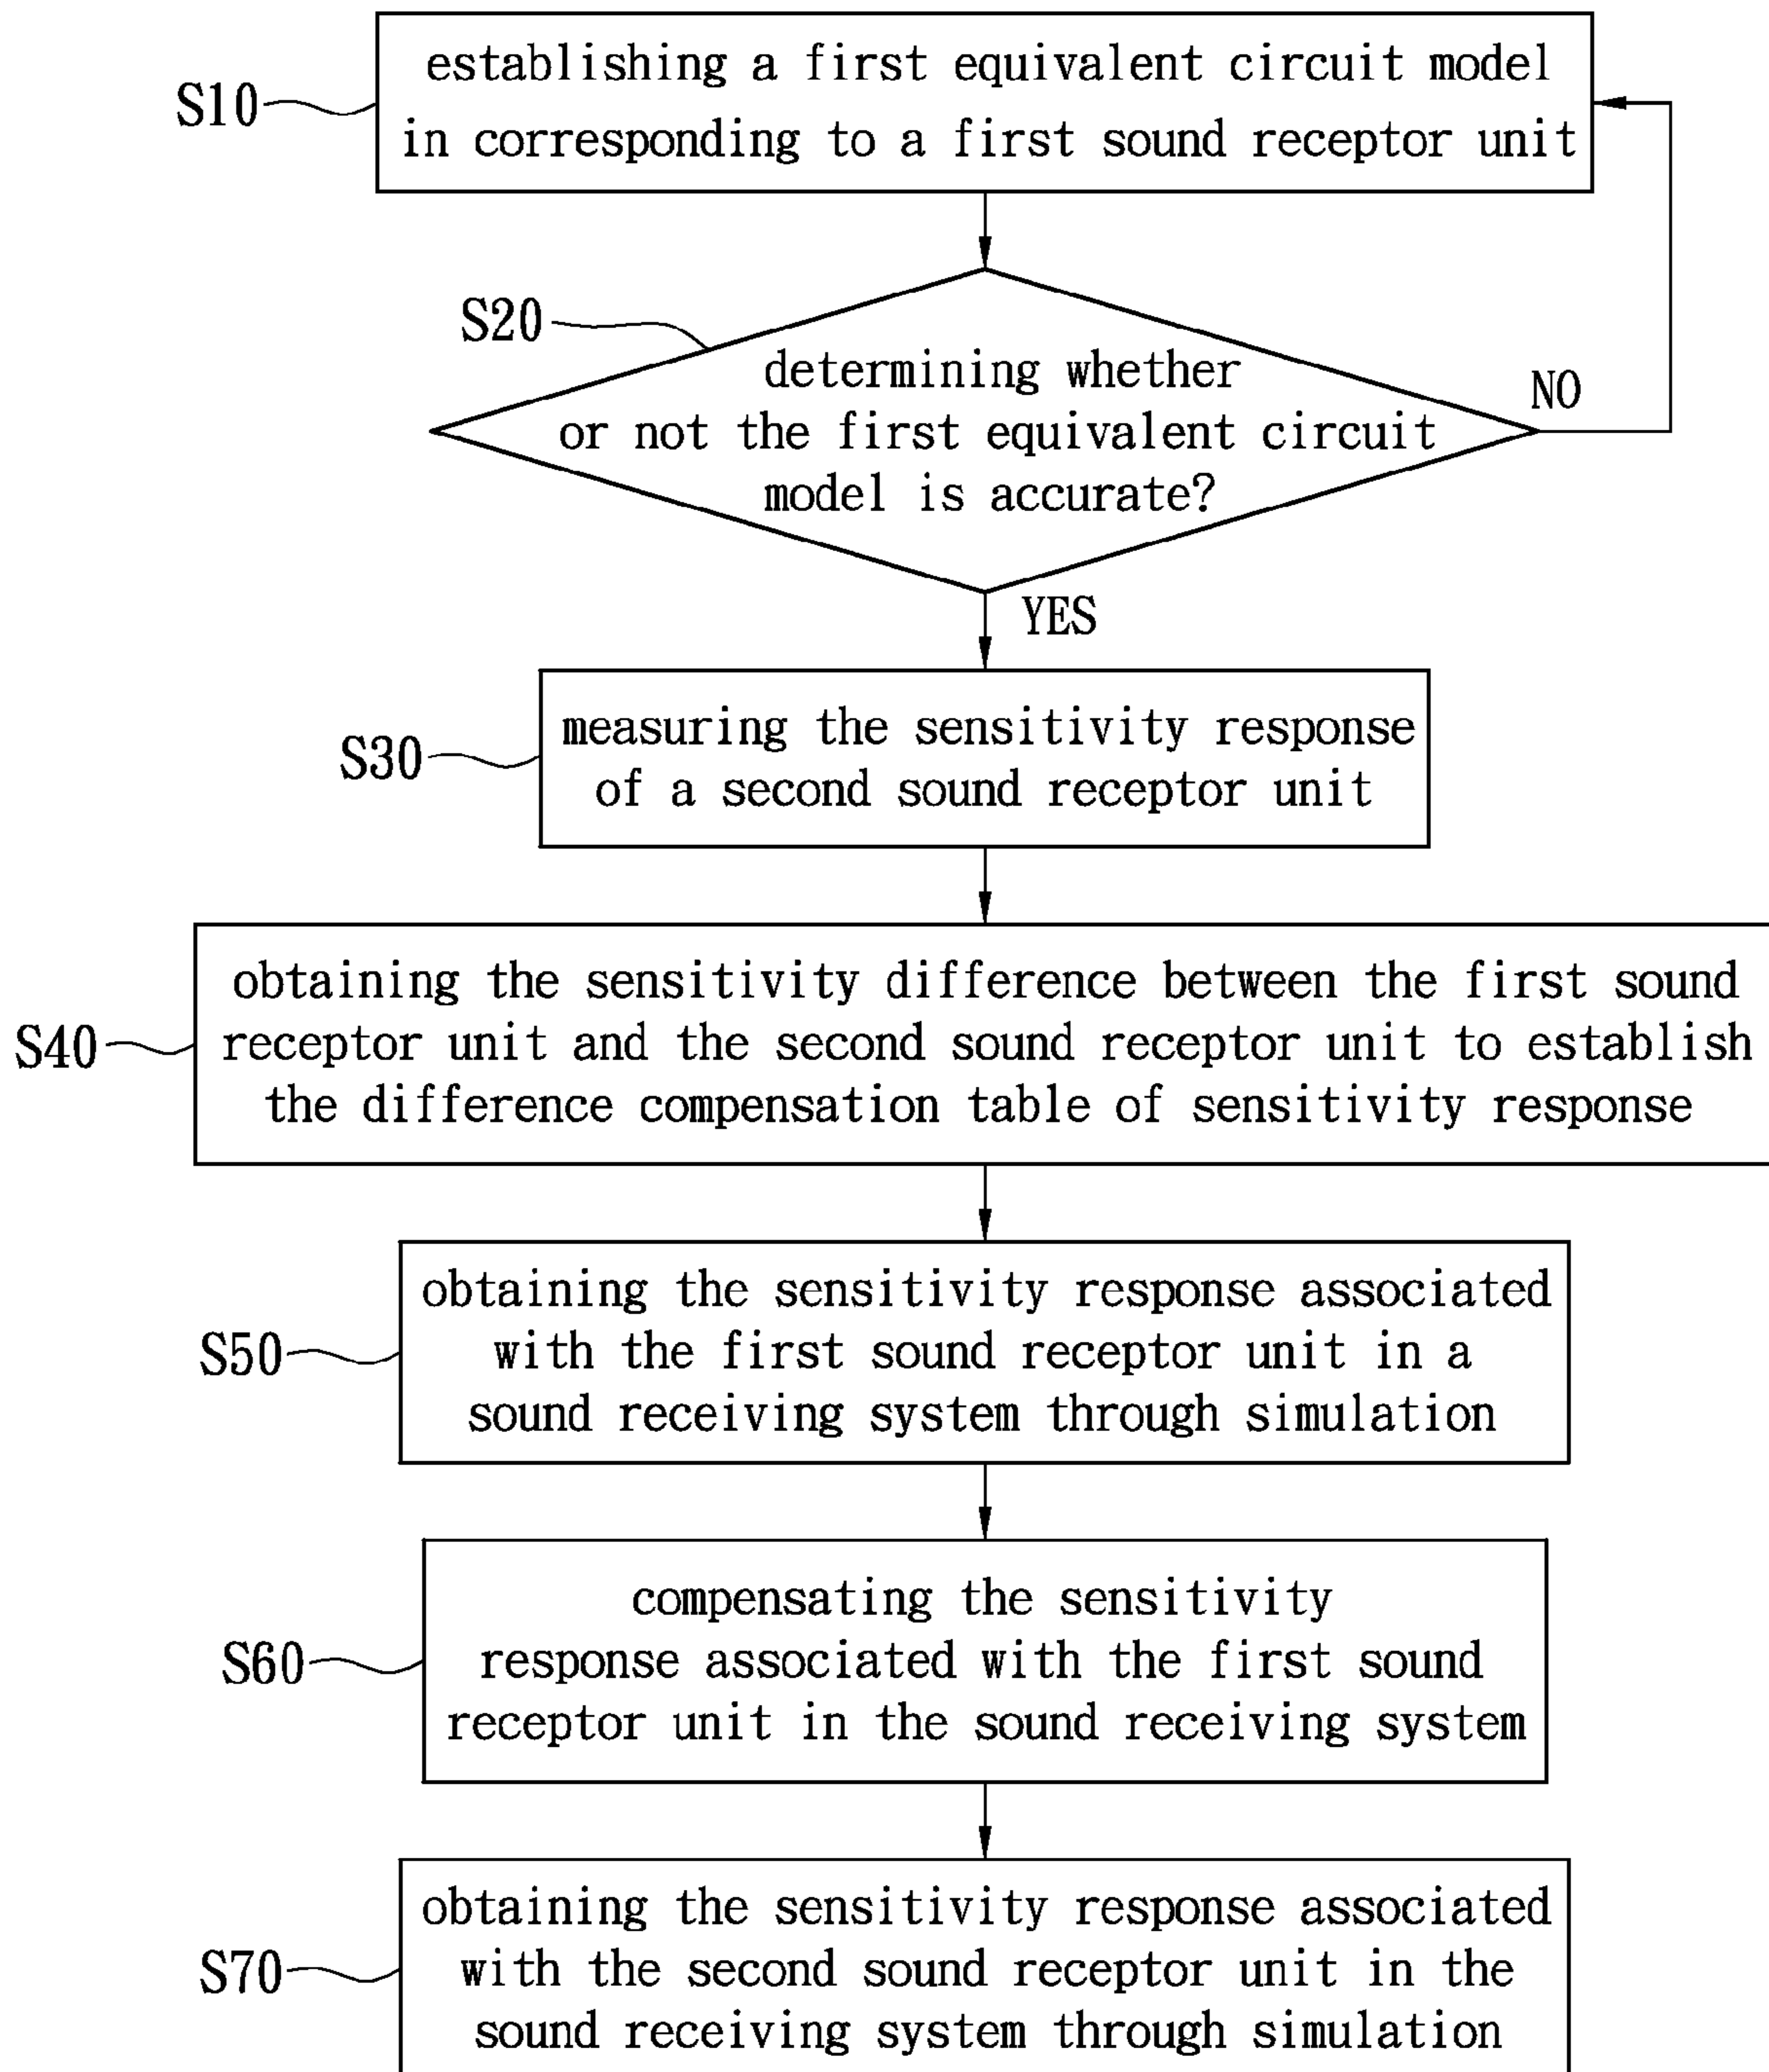 S10
establishing a first equivalent circuit model
in corresponding to a first sound receptor unit
S20
determining whether
or not the first equivalent circuit
model is accurate?
NO
YES
S30
measuring the sensitivity response
of a second sound receptor unit
S40
obtaining the sensitivity difference between the first sound
receptor unit and the second sound receptor unit to establish
the difference compensation table of sensitivity response
S50
obtaining the sensitivity response associated
with the first sound receptor unit in a
sound receiving system through simulation
S60
compensating the sensitivity
response associated with the first sound
receptor unit in the sound receiving system
S70
obtaining the sensitivity response associated
with the second sound receptor unit in the
sound receiving system through simulation